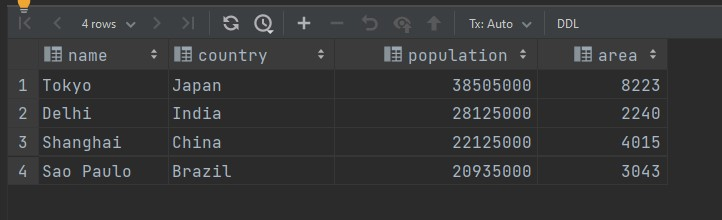 4 rows Tx: Auto DDL
name country population area
1 Tokyo Japan 38505000 8223
2 Delhi India 28125000 2240
3 Shanghai China 22125000 4015
4 Sao Paulo Brazil 20935000 3043